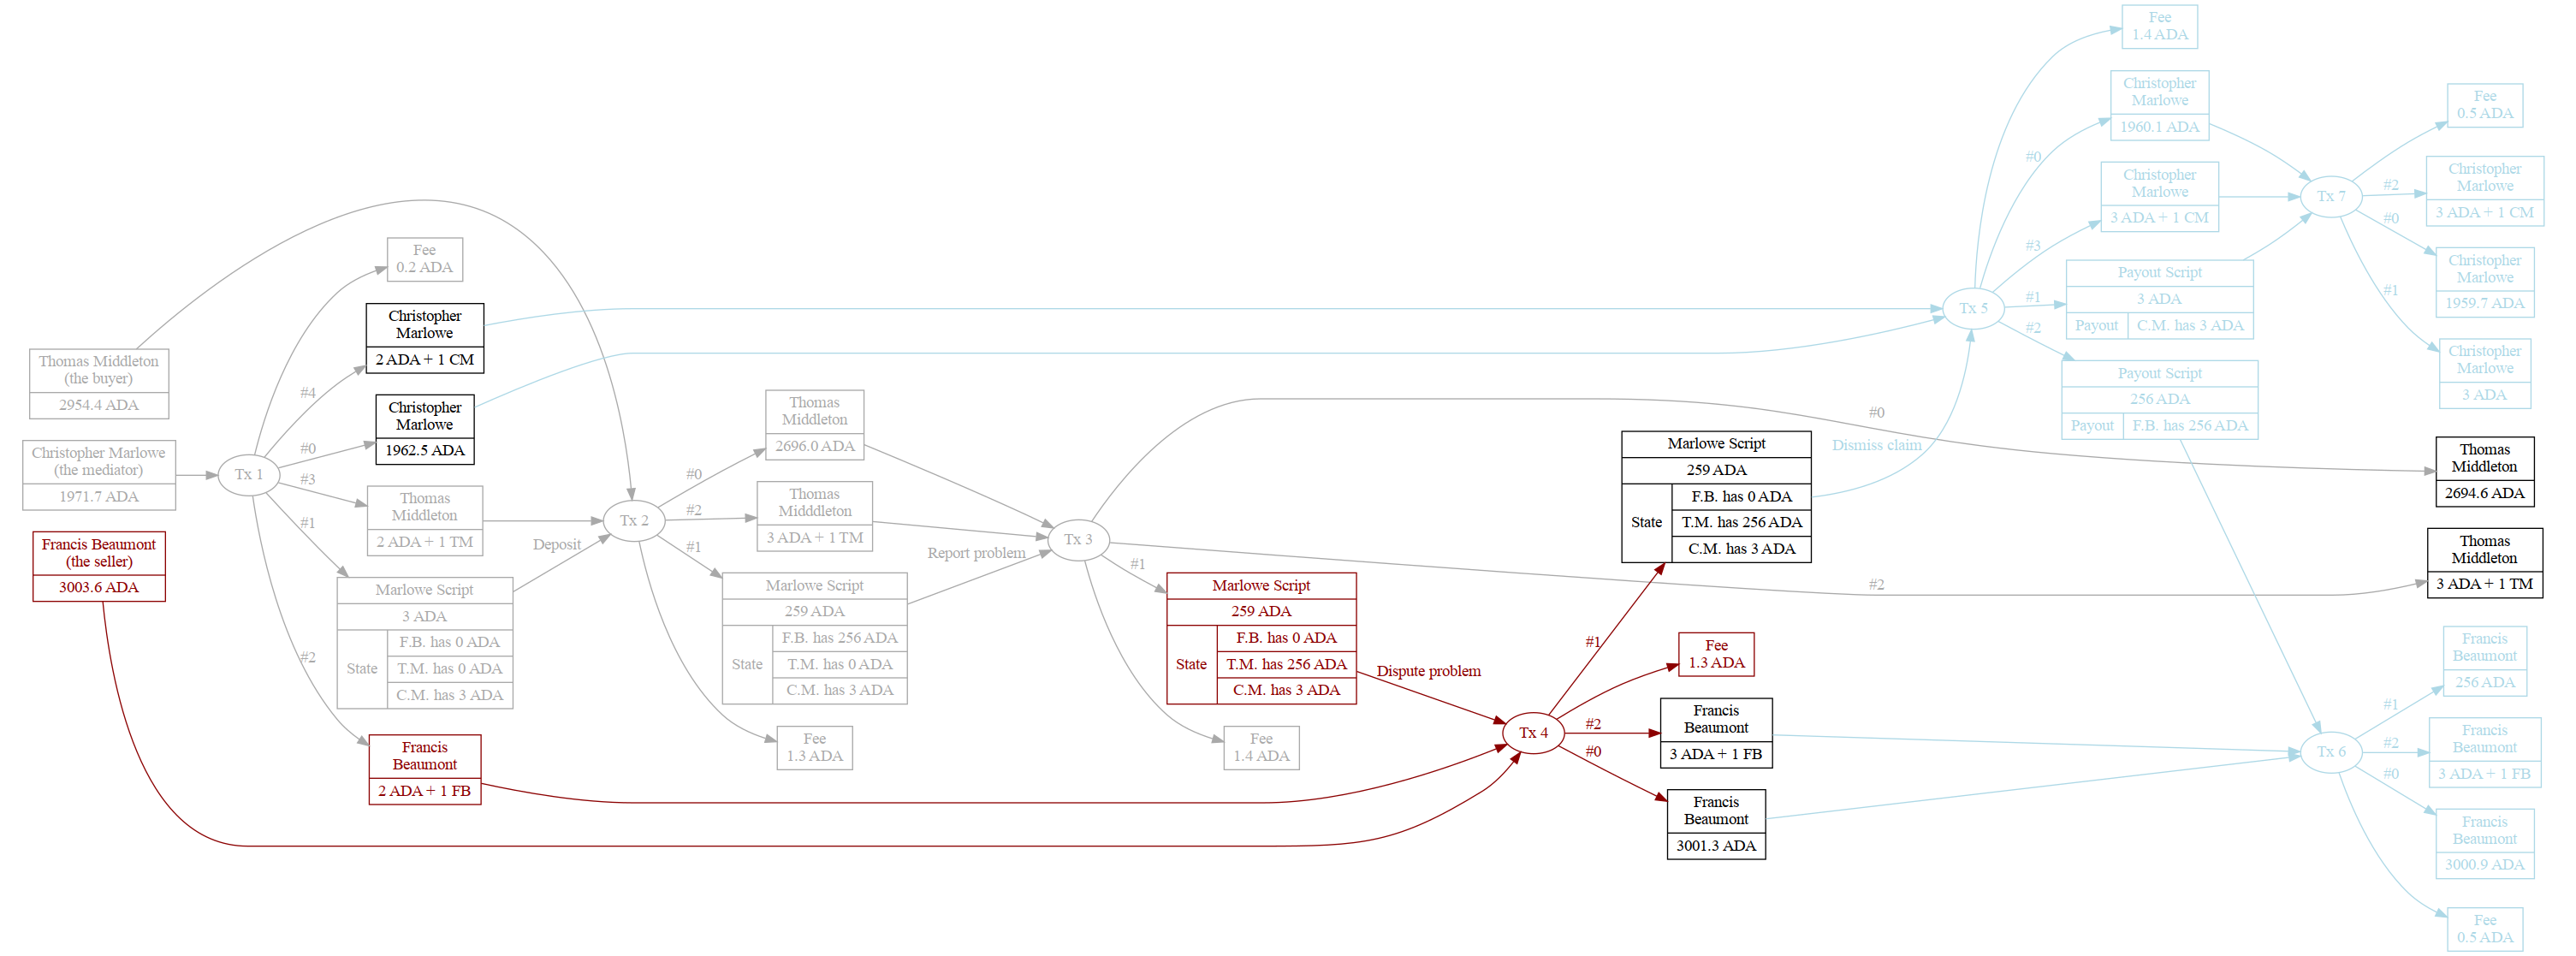 Thomas Middleton
(the buyer)
2954.4 ADA
Christopher Marlowe
(the mediator)
1971.7 ADA
Francis Beaumont
(the seller)
3003.6 ADA
Tx 1
#4
#0
#3
#1
#2
Fee
0.2 ADA
Christopher
Marlowe
2 ADA + 1 CM
Christopher
Marlowe
1962.5 ADA
Thomas
Middleton
2 ADA + 1 TM
Marlowe Script
3 ADA
State
F.B. has 0 ADA
T.M. has 0 ADA
C.M. has 3 ADA
Francis
Beaumont
2 ADA + 1 FB
Deposit
Tx 2
#0
#2
#1
Thomas
Middleton
2696.0 ADA
Thomas
Midddleton
3 ADA + 1 TM
Marlowe Script
259 ADA
State
F.B. has 256 ADA
T.M. has 0 ADA
C.M. has 3 ADA
Fee
1.3 ADA
Report problem
Tx 3
#0
#2
#1
Marlowe Script
259 ADA
State
F.B. has 0 ADA
T.M. has 256 ADA
C.M. has 3 ADA
Fee
1.4 ADA
Dispute problem
Tx 4
#1
#2
#0
Marlowe Script
259 ADA
State
F.B. has 0 ADA
T.M. has 256 ADA
C.M. has 3 ADA
Fee
1.3 ADA
Francis
Beaumont
3 ADA + 1 FB
Francis
Beaumont
3001.3 ADA
Dismiss claim
Tx 5
#0
#3
#1
#2
Fee
1.4 ADA
Christopher
Marlowe
1960.1 ADA
Christopher
Marlowe
3 ADA + 1 CM
Payout Script
3 ADA
Payout
C.M. has 3 ADA
Payout Script
256 ADA
Payout
F.B. has 256 ADA
Tx 7
#2
#0
#1
Fee
0.5 ADA
Christopher
Marlowe
3 ADA + 1 CM
Christopher
Marlowe
1959.7 ADA
Christopher
Marlowe
3 ADA
Thomas
Middleton
2694.6 ADA
Thomas
Middleton
3 ADA + 1 TM
Tx 6
#1
#2
#0
Francis
Beaumont
256 ADA
Francis
Beaumont
3 ADA + 1 FB
Francis
Beaumont
3000.9 ADA
Fee
0.5 ADA